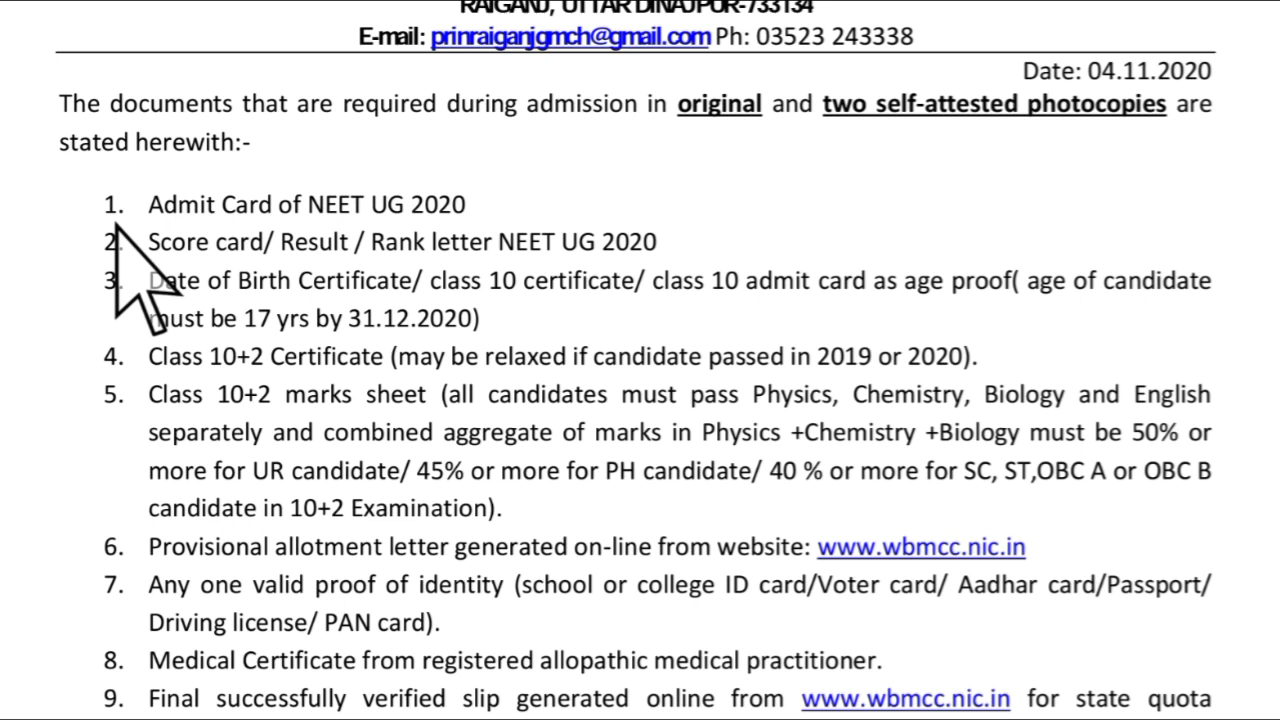 RAIGANJ, UTTAR DINAJPUR-733134
E-mail: prinraiganjgmch@gmail.com Ph: 03523 243338
Date: 04.11.2020
The documents that are required during admission in original and two self-attested photocopies are
stated herewith:-
1. Admit Card of NEET UG 2020
2. Score card/ Result / Rank letter NEET UG 2020
3. Date of Birth Certificate/ class 10 certificate/ class 10 admit card as age proof( age of candidate
must be 17 yrs by 31.12.2020)
4. Class 10+2 Certificate (may be relaxed if candidate passed in 2019 or 2020).
5. Class 10+2 marks sheet (all candidates must pass Physics, Chemistry, Biology and English
separately and combined aggregate of marks in Physics +Chemistry +Biology must be 50% or
more for UR candidate/ 45% or more for PH candidate/ 40 % or more for SC, ST,OBC A or OBC B
candidate in 10+2 Examination).
6. Provisional allotment letter generated on-line from website: www.wbmcc.nic.in
7. Any one valid proof of identity (school or college ID card/Voter card/ Aadhar card/Passport/
Driving license/ PAN card).
8. Medical Certificate from registered allopathic medical practitioner.
9. Final successfully verified slip generated online from www.wbmcc.nic.in for state quota